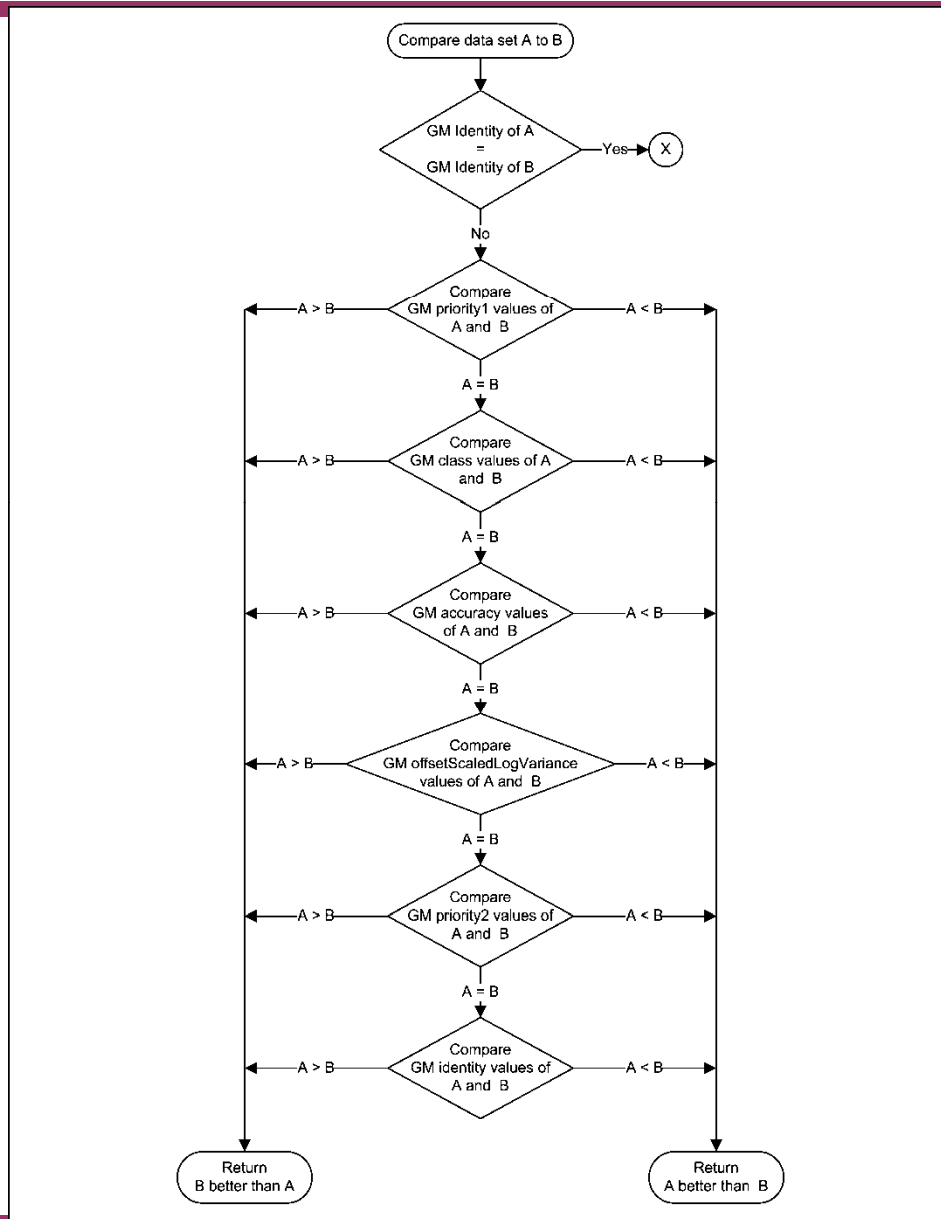 Compare data set A to B
GM Identity of A
=
GM Identity of B
Yes
X
No
Compare
GM priority1 values of
A and B
A > B
A < B
A = B
Compare
GM class values of A
and B
A > B
A < B
A = B
Compare
GM accuracy values
of A and B
A > B
A < B
A = B
Compare
GM offsetScaledLogVariance
values of A and B
A > B
A < B
A = B
Compare
GM priority2 values of
A and B
A > B
A < B
A = B
Compare
GM identity values of
A and B
A > B
A < B
Return
B better than A
Return
A better than B